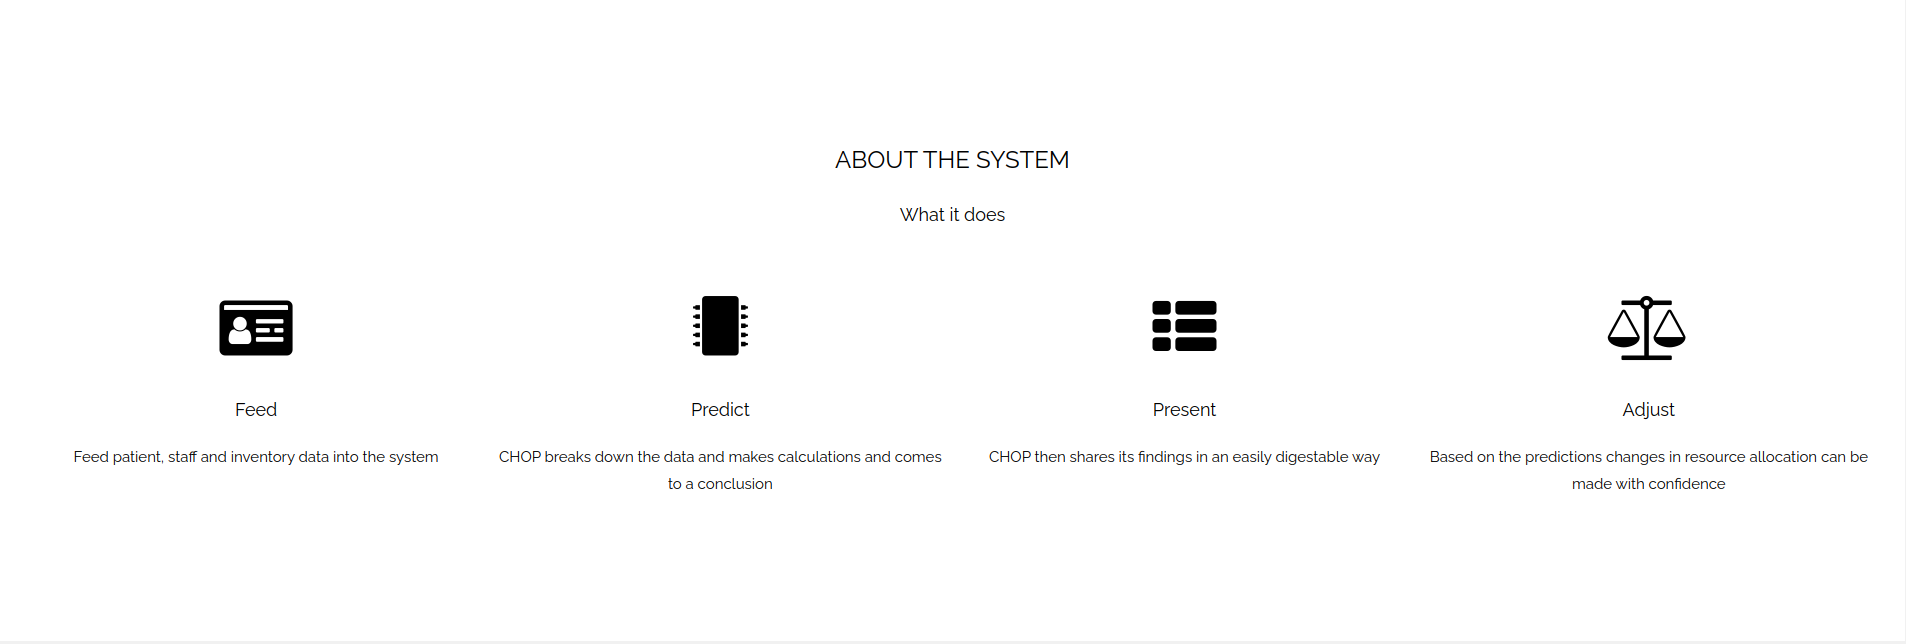 ABOUT THE SYSTEM
What it does
Feed
Feed patient, staff and inventory data into the system
Predict
CHOP breaks down the data and makes calculations and comes
to a conclusion
Present
CHOP then shares its findings in an easily digestable way
Adjust
Based on the predictions changes in resource allocation can be
made with confidence